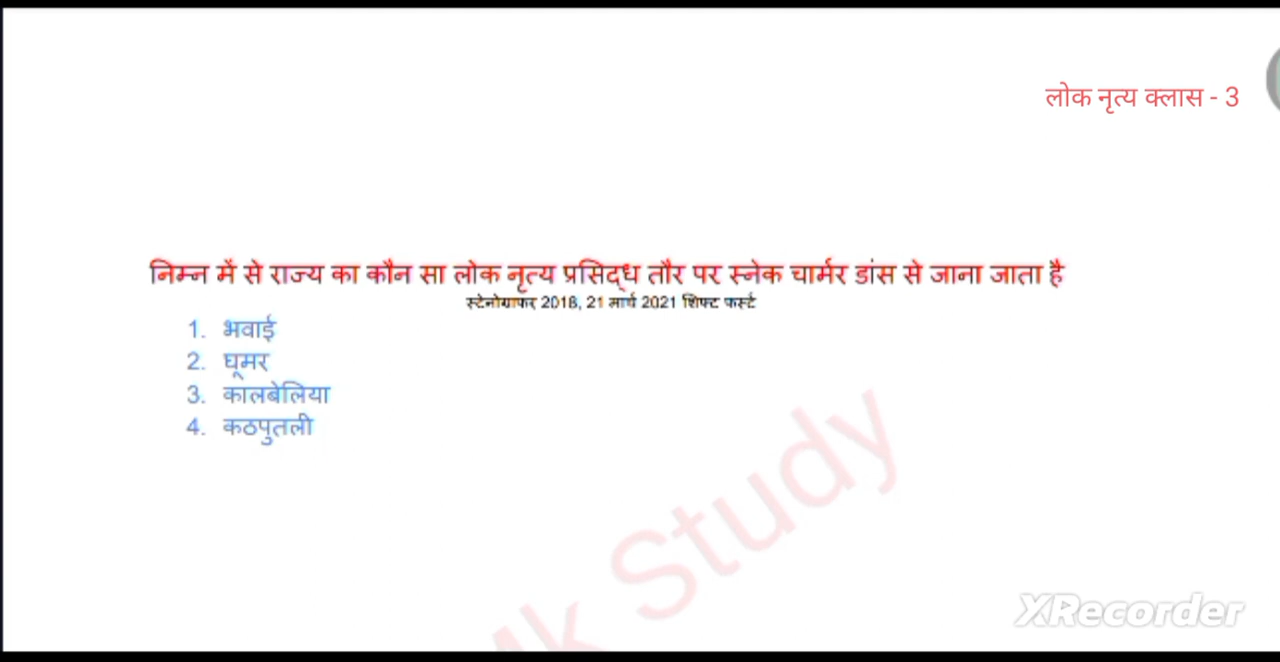 लोक नृत्य क्लास - 3
निम्न में से राज्य का कौन सा लोक नृत्य प्रसिद्ध तौर पर स्नेक चार्मर डांस से जाना जाता है
स्टेनोग्राफर 2018, 21 मार्च 2021 शिफ्ट फर्स्ट
1. भवाई
2. घूमर
3. कालबेलिया
4. कठपुतली
Mk Study
XRecorder